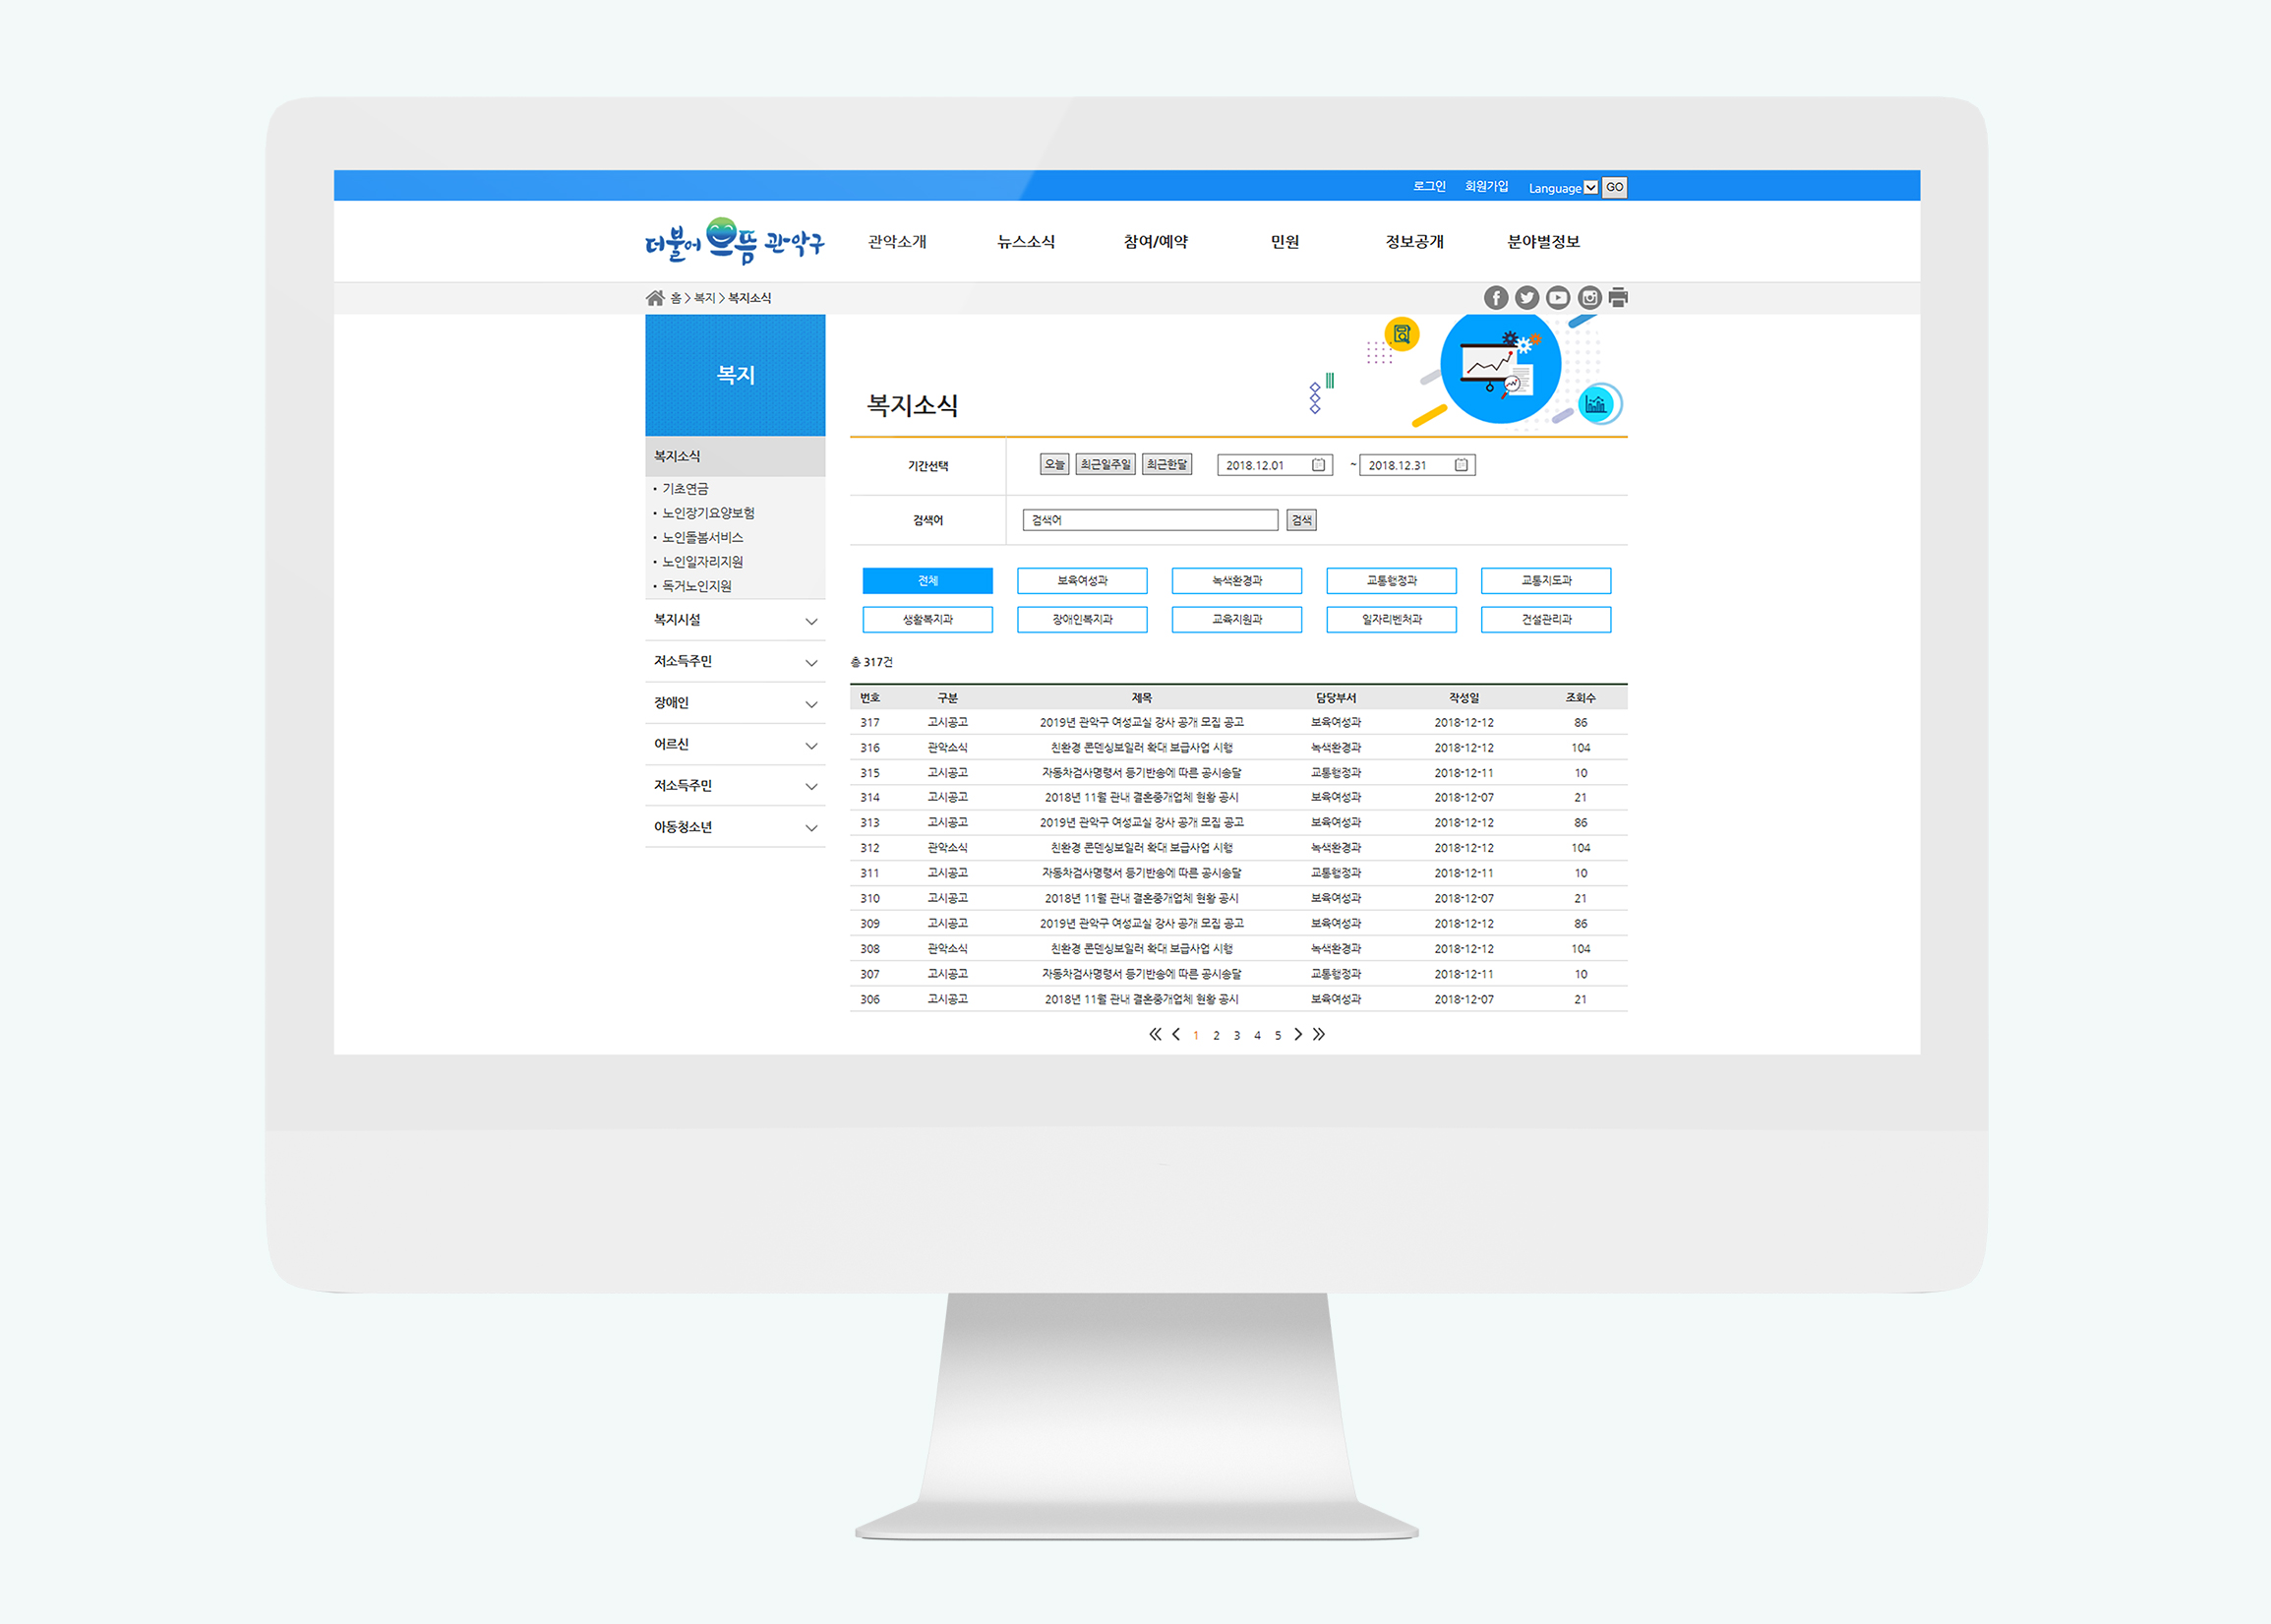 로그인 회원가입 Language GO
더불어 으뜸 관악구 관악소개 뉴스소식 참여/예약 민원 정보공개 분야별정보
홈 > 복지 > 복지소식
복지
복지소식
복지소식
기초연금
노인장기요양보험
노인돌봄서비스
노인일자리지원
독거노인지원
복지시설
저소득주민
장애인
어르신
저소득주민
아동청소년
기간선택 오늘 최근일주일 최근한달 2018.12.01 ~ 2018.12.31
검색어 검색어 검색
전체 보육여성과 녹색환경과 교통행정과 교통지도과
생활복지과 장애인복지과 교육지원과 일자리벤처과 건설관리과
총 317건
번호 구분 제목 담당부서 작성일 조회수
317 고시공고 2019년 관악구 여성교실 강사 공개 모집 공고 보육여성과 2018-12-12 86
316 관악소식 친환경 콘덴싱보일러 확대 보급사업 시행 녹색환경과 2018-12-12 104
315 고시공고 자동차검사명령서 등기반송에 따른 공시송달 교통행정과 2018-12-11 10
314 고시공고 2018년 11월 관내 결혼중개업체 현황 공시 보육여성과 2018-12-07 21
313 고시공고 2019년 관악구 여성교실 강사 공개 모집 공고 보육여성과 2018-12-12 86
312 관악소식 친환경 콘덴싱보일러 확대 보급사업 시행 녹색환경과 2018-12-12 104
311 고시공고 자동차검사명령서 등기반송에 따른 공시송달 교통행정과 2018-12-11 10
310 고시공고 2018년 11월 관내 결혼중개업체 현황 공시 보육여성과 2018-12-07 21
309 고시공고 2019년 관악구 여성교실 강사 공개 모집 공고 보육여성과 2018-12-12 86
308 관악소식 친환경 콘덴싱보일러 확대 보급사업 시행 녹색환경과 2018-12-12 104
307 고시공고 자동차검사명령서 등기반송에 따른 공시송달 교통행정과 2018-12-11 10
306 고시공고 2018년 11월 관내 결혼중개업체 현황 공시 보육여성과 2018-12-07 21
1 2 3 4 5